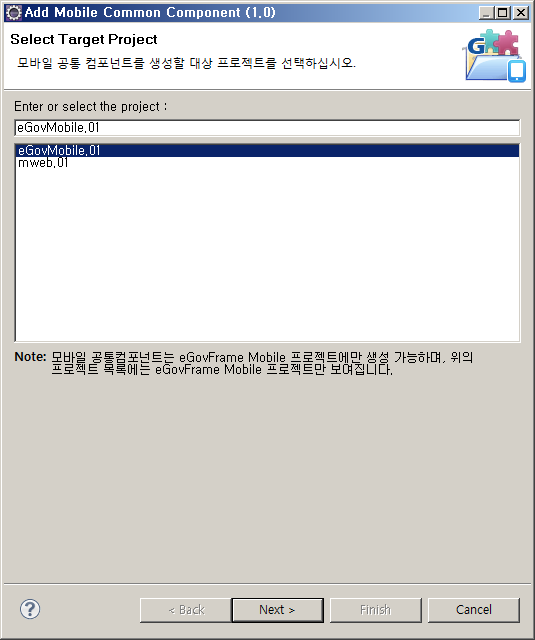 Add Mobile Common Component (1.0)
Select Target Project
모바일 공통 컴포넌트를 생성할 대상 프로젝트를 선택하십시오.
G
Enter or select the project :
eGovMobile.01
eGovMobile.01
mweb.01
Note: 모바일 공통컴포넌트는 eGovFrame Mobile 프로젝트에만 생성 가능하며, 위의
프로젝트 목록에는 eGovFrame Mobile 프로젝트만 보여집니다.
?
< Back
Next >
Finish
Cancel